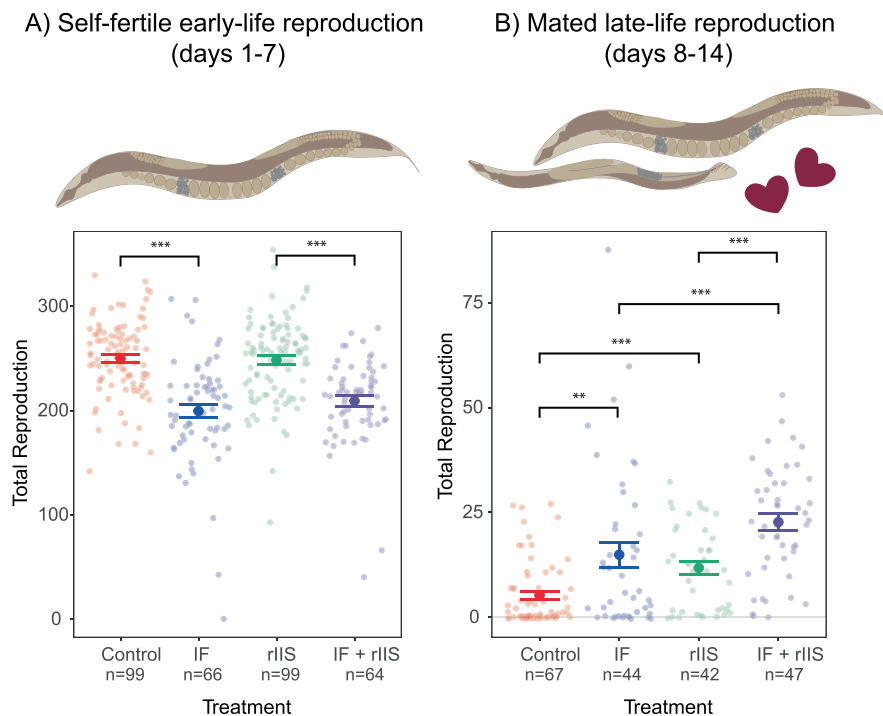 A) Self-fertile early-life reproduction
(days 1-7)
B) Mated late-life reproduction
(days 8-14)
Total Reproduction
300
200
100
0
***
***
Control
n=99
IF
n=66
rIIS
n=99
IF + rIIS
n=64
Treatment
Total Reproduction
75
50
25
0
***
***
***
**
Control
n=67
IF
n=44
rIIS
n=42
IF + rIIS
n=47
Treatment